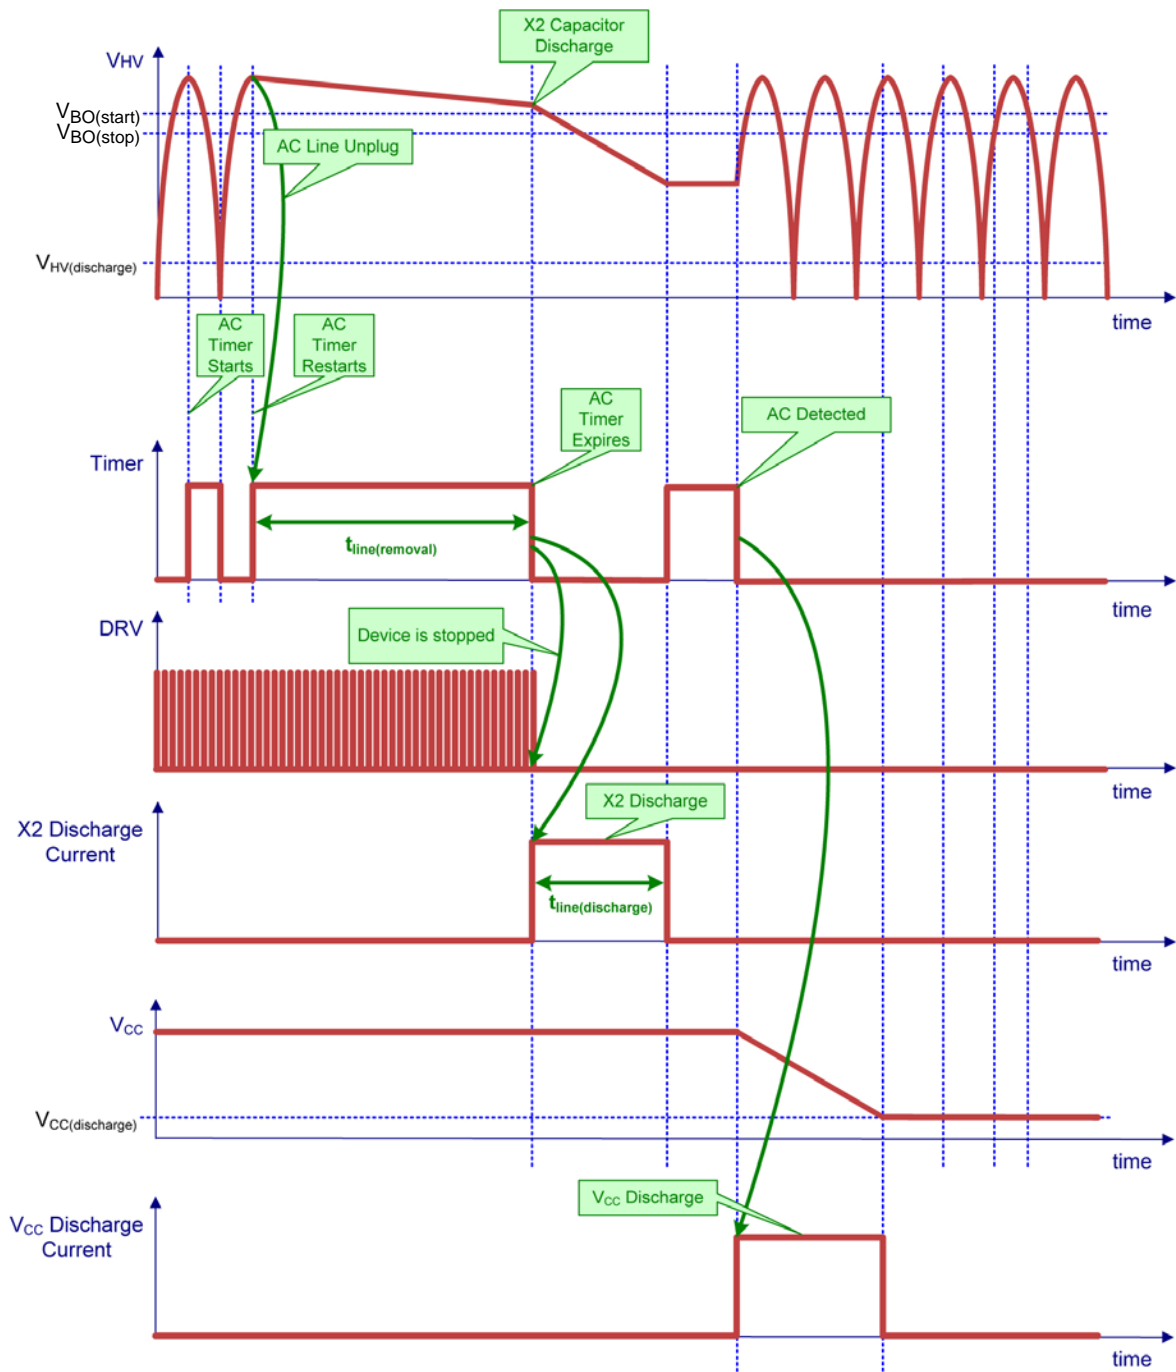 X2 Capacitor
Discharge
VHV
VBO(start)
VBO(stop)
AC Line Unplug
VHV(discharge)
time
AC
Timer
Starts
AC
Timer
Restarts
AC
Timer
Expires
AC Detected
Timer
tline(removal)
time
DRV
Device is stopped
time
X2 Discharge
X2 Discharge
Current
tline(discharge)
time
VCC
VCC(discharge)
time
VCC Discharge
VCC Discharge
Current
time